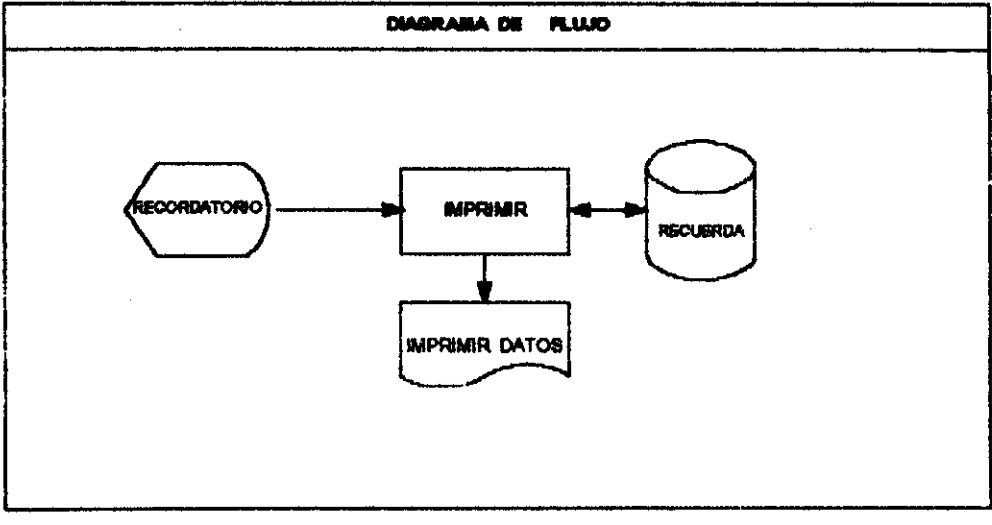 DIAGRAMA DE FLUJO
RECORDATORIO
IMPRIMIR
RECUERDA
IMPRIMIR DATOS